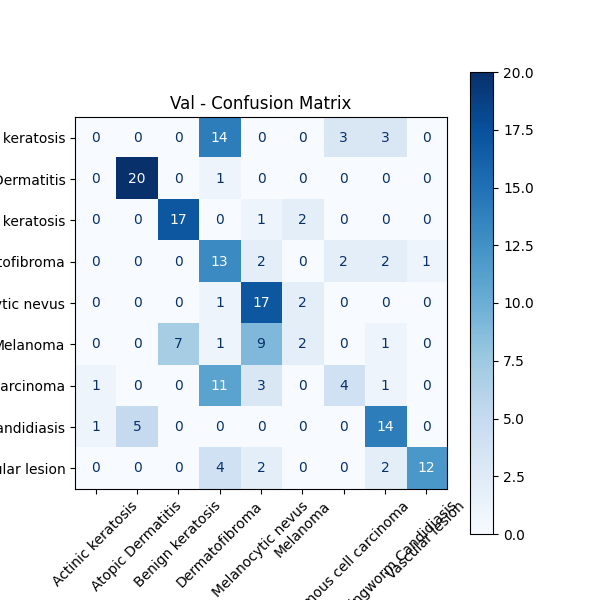 Val - Confusion Matrix
keratosis 0 0 0 14 0 0 3 3 0
Dermatitis 0 20 0 1 0 0 0 0 0
keratosis 0 0 17 0 1 2 0 0 0
tofibroma 0 0 0 13 2 0 2 2 1
tic nevus 0 0 0 1 17 2 0 0 0
Melanoma 0 0 7 1 9 2 0 1 0
arcinoma 1 0 0 11 3 0 4 1 0
andidiasis 1 5 0 0 0 0 0 14 0
lar lesion 0 0 0 4 2 0 0 2 12
Actinic keratosis
Atopic Dermatitis
Benign keratosis
Dermatofibroma
Melanocytic nevus
Melanoma
mous cell carcinoma
ngworm Candidiasis
Vascular lesion
20.0
17.5
15.0
12.5
10.0
7.5
5.0
2.5
0.0